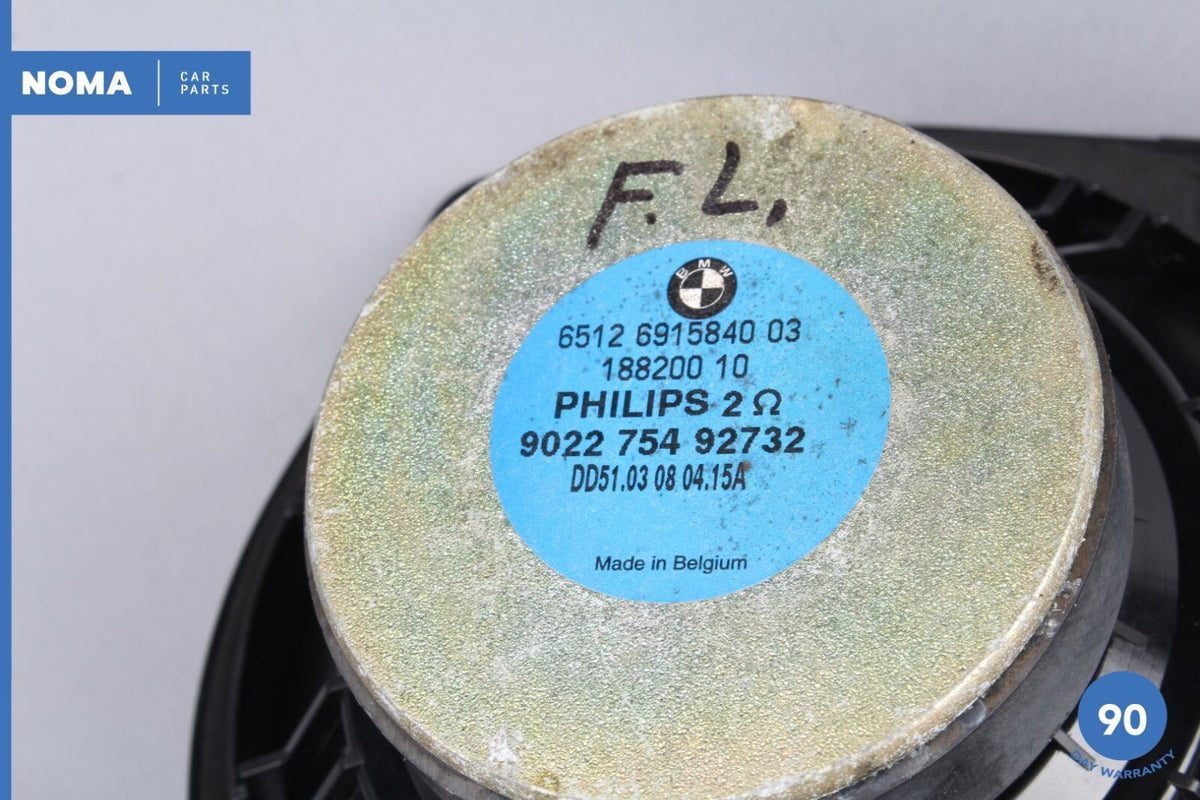 NOMA
CAR
PARTS
F. L.
BMW
6512 6915840 03
188200 10
PHILIPS 2 Ω
9022 754 92732
DD51.03 08 04.15A
Made in Belgium
90
DAY WARRANTY